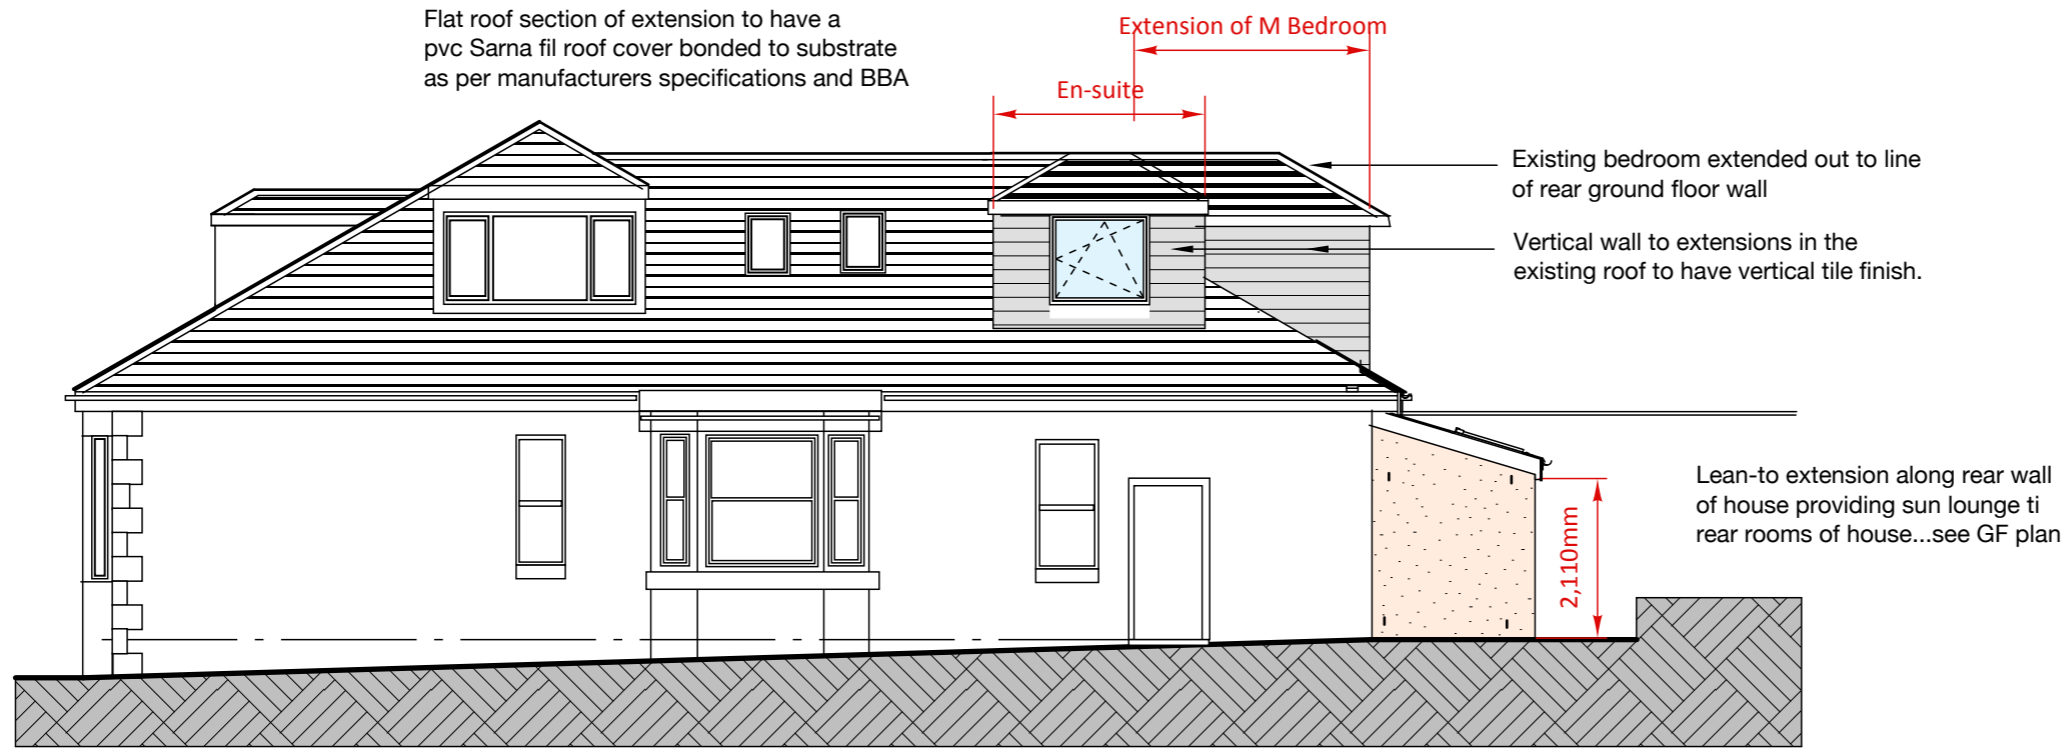 Flat roof section of extension to have a
pvc Sarna fil roof cover bonded to substrate
as per manufacturers specifications and BBA
Extension of M Bedroom
En-suite
Existing bedroom extended out to line
of rear ground floor wall
Vertical wall to extensions in the
existing roof to have vertical tile finish.
Lean-to extension along rear wall
of house providing sun lounge ti
rear rooms of house...see GF plan
2,110mm